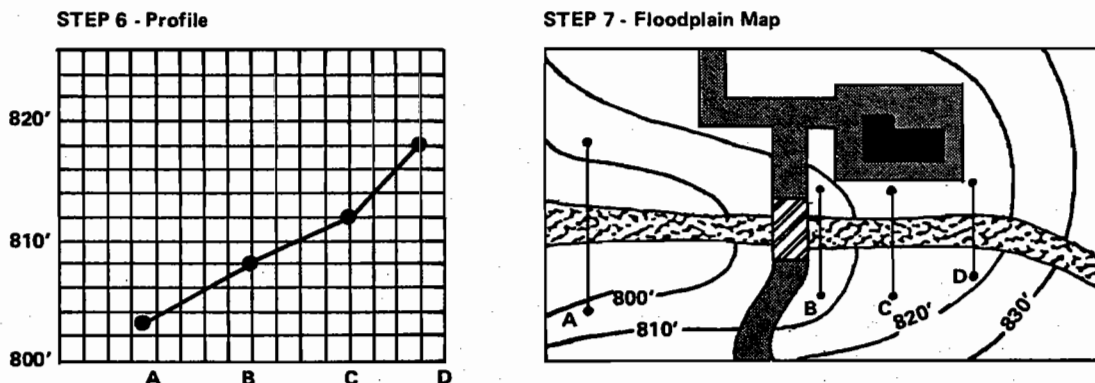 STEP 6 - Profile
820'
810'
800'
A B C D
STEP 7 - Floodplain Map
A
800'
810'
B
C
820'
D
830'